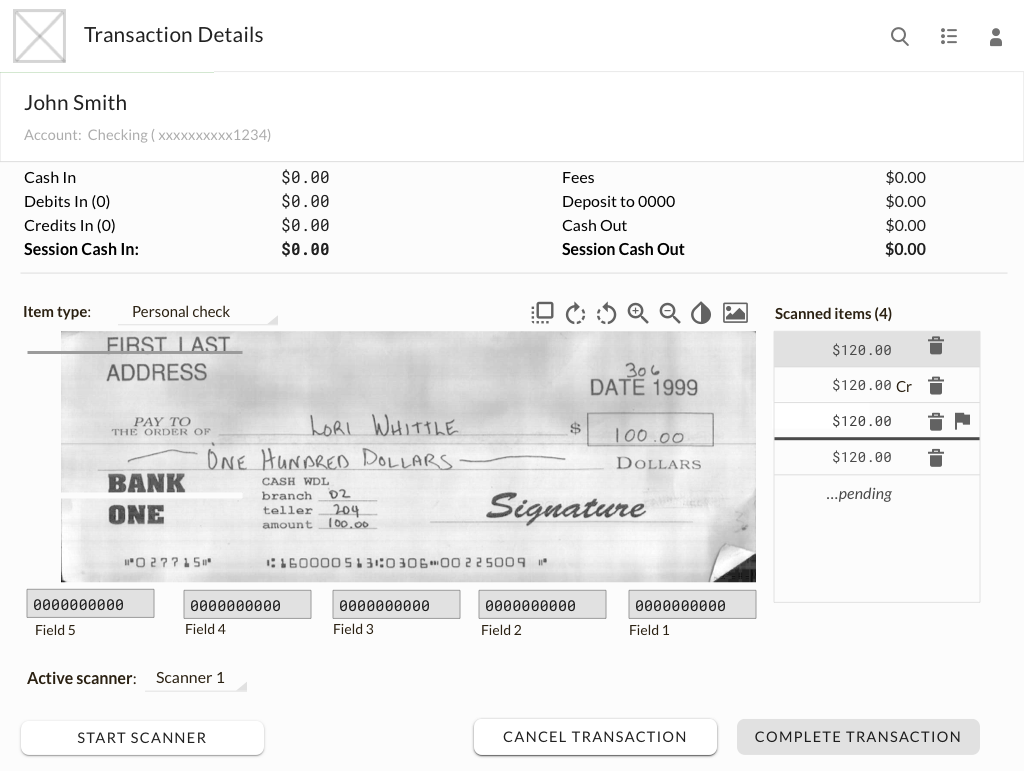 Transaction Details
John Smith
Account: Checking ( xxxxxxxxxx1234)
Cash In $0.00 Fees $0.00
Debits In (0) $0.00 Deposit to 0000 $0.00
Credits In (0) $0.00 Cash Out $0.00
Session Cash In: $0.00 Session Cash Out $0.00
Item type: Personal check
Scanned items (4)
$120.00
$120.00 Cr
$120.00
$120.00
...pending
FIRST LAST
ADDRESS
306
DATE 1999
PAY TO
THE ORDER OF LORI WHITTLE $ 100.00
ONE HUNDRED DOLLARS DOLLARS
BANK
ONE
CASH WDL
branch 02
teller 204
amount 100.00
Signature
⑈027715⑈ ⑆160000513⑆0306⑈00225009 ⑈
0000000000 0000000000 0000000000 0000000000 0000000000
Field 5 Field 4 Field 3 Field 2 Field 1
Active scanner: Scanner 1
START SCANNER CANCEL TRANSACTION COMPLETE TRANSACTION